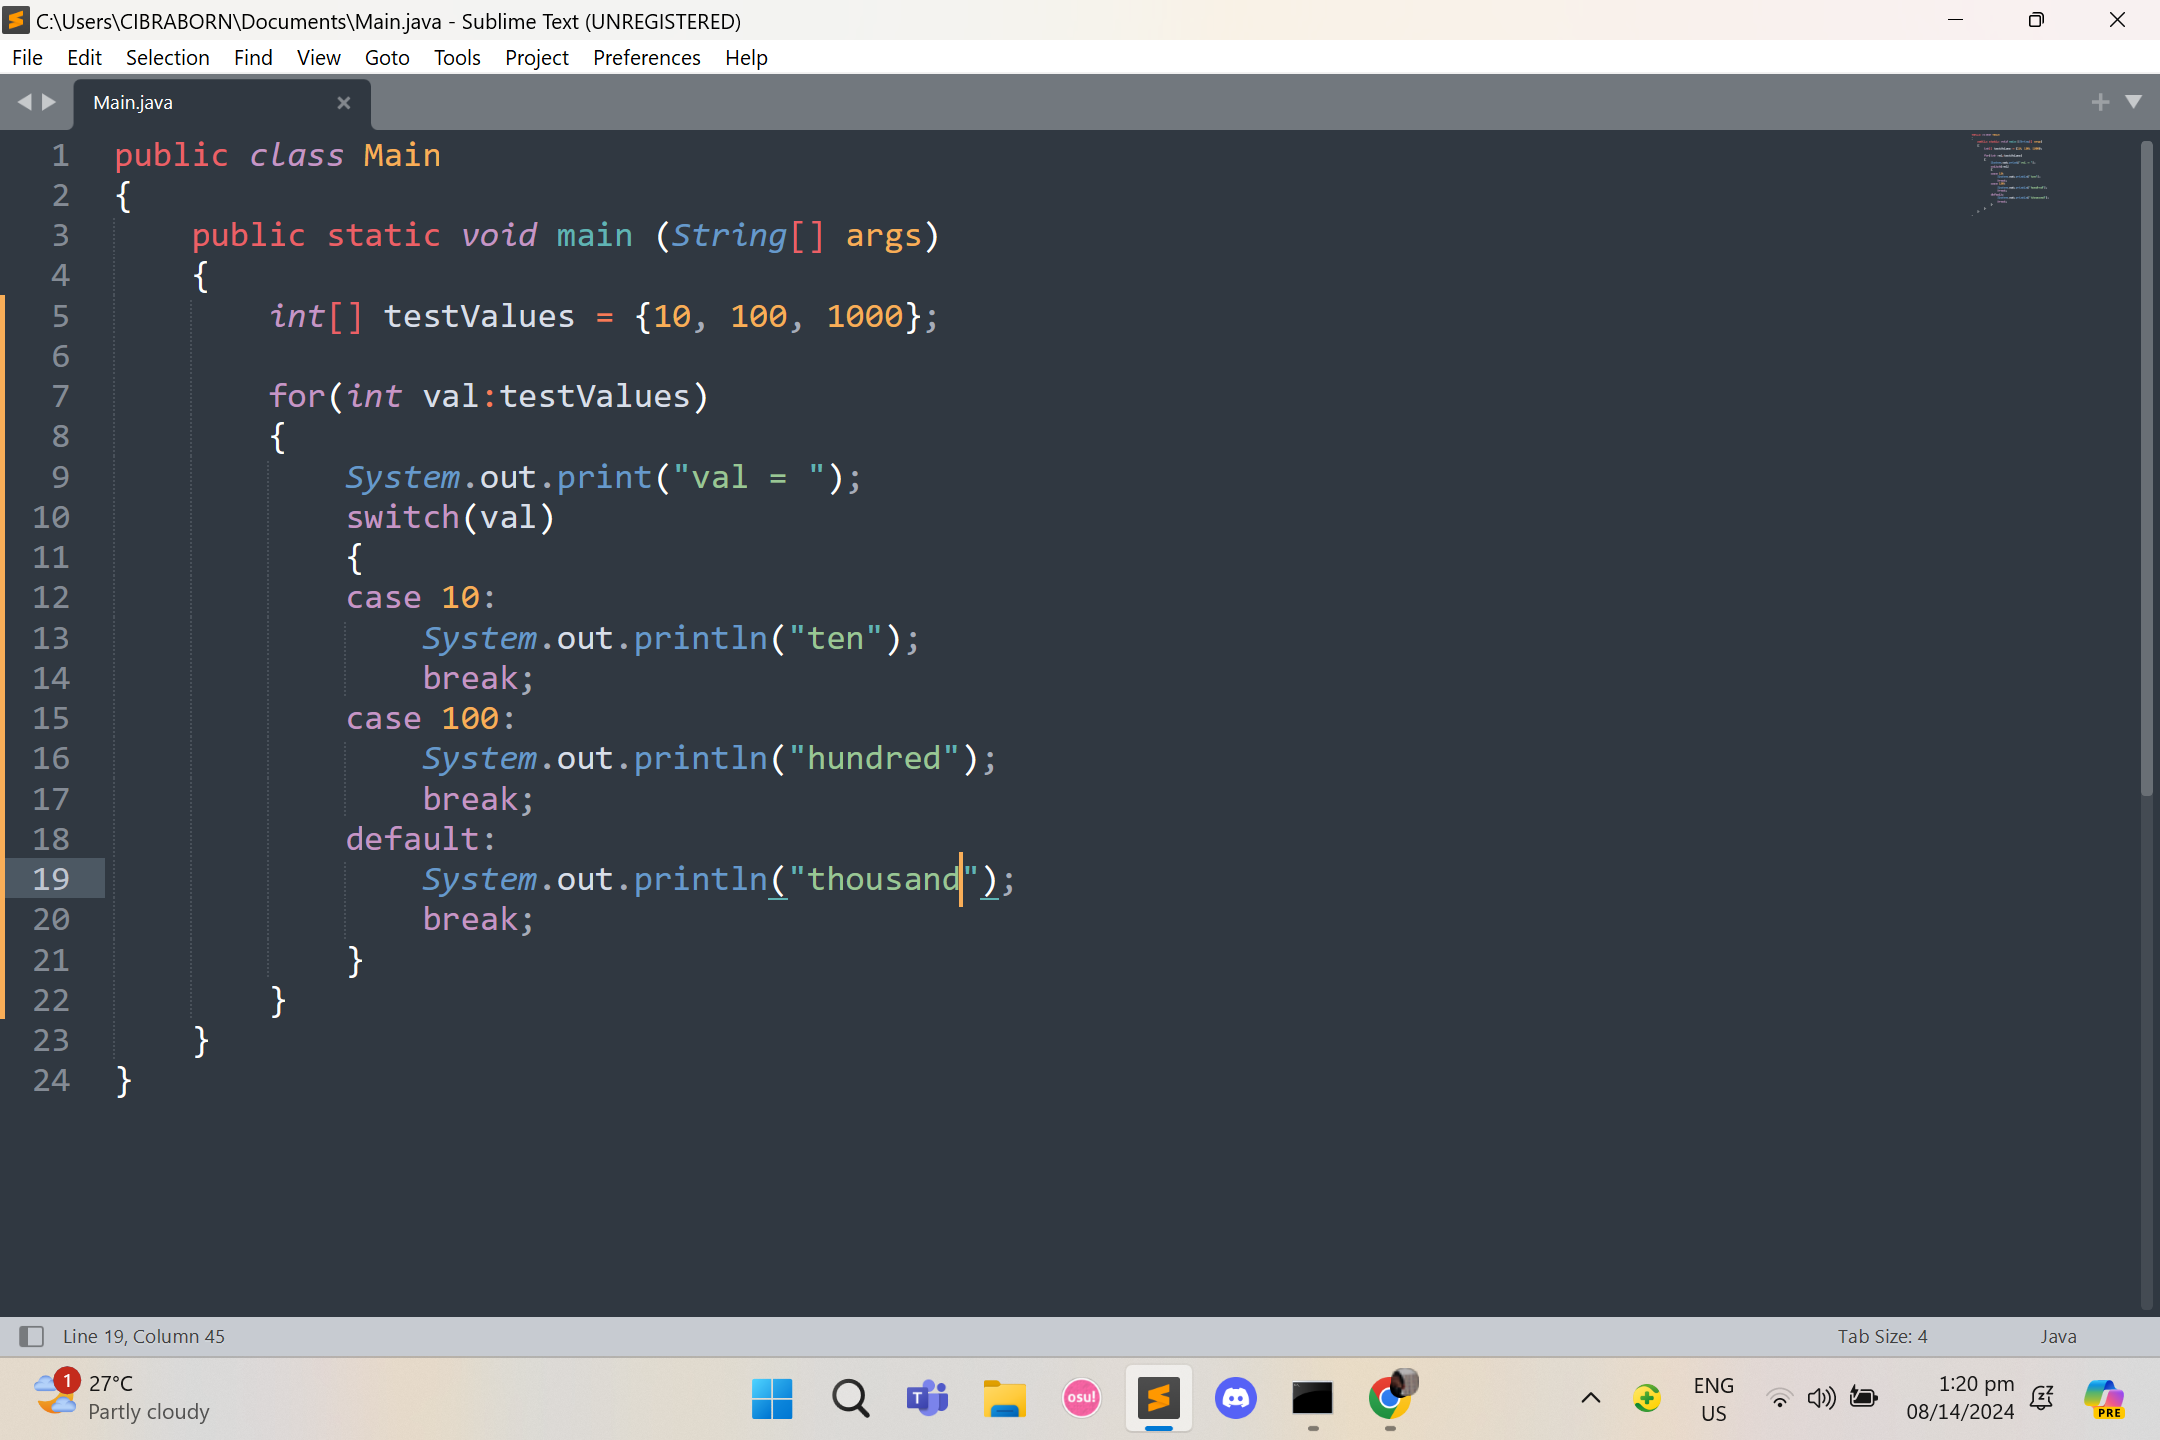 C:\Users\CIBRABORN\Documents\Main.java - Sublime Text (UNREGISTERED)
File Edit Selection Find View Goto Tools Project Preferences Help
Main.java
1 public class Main
2 {
3 public static void main (String[] args)
4 {
5 int[] testValues = {10, 100, 1000};
6
7 for(int val:testValues)
8 {
9 System.out.print("val = ");
10 switch(val)
11 {
12 case 10:
13 System.out.println("ten");
14 break;
15 case 100:
16 System.out.println("hundred");
17 break;
18 default:
19 System.out.println("thousand");
20 break;
21 }
22 }
23 }
24 }
Line 19, Column 45 Tab Size: 4 Java
1 27°C
Partly cloudy
T
osu!
ENG
US
1:20 pm
08/14/2024
PRE